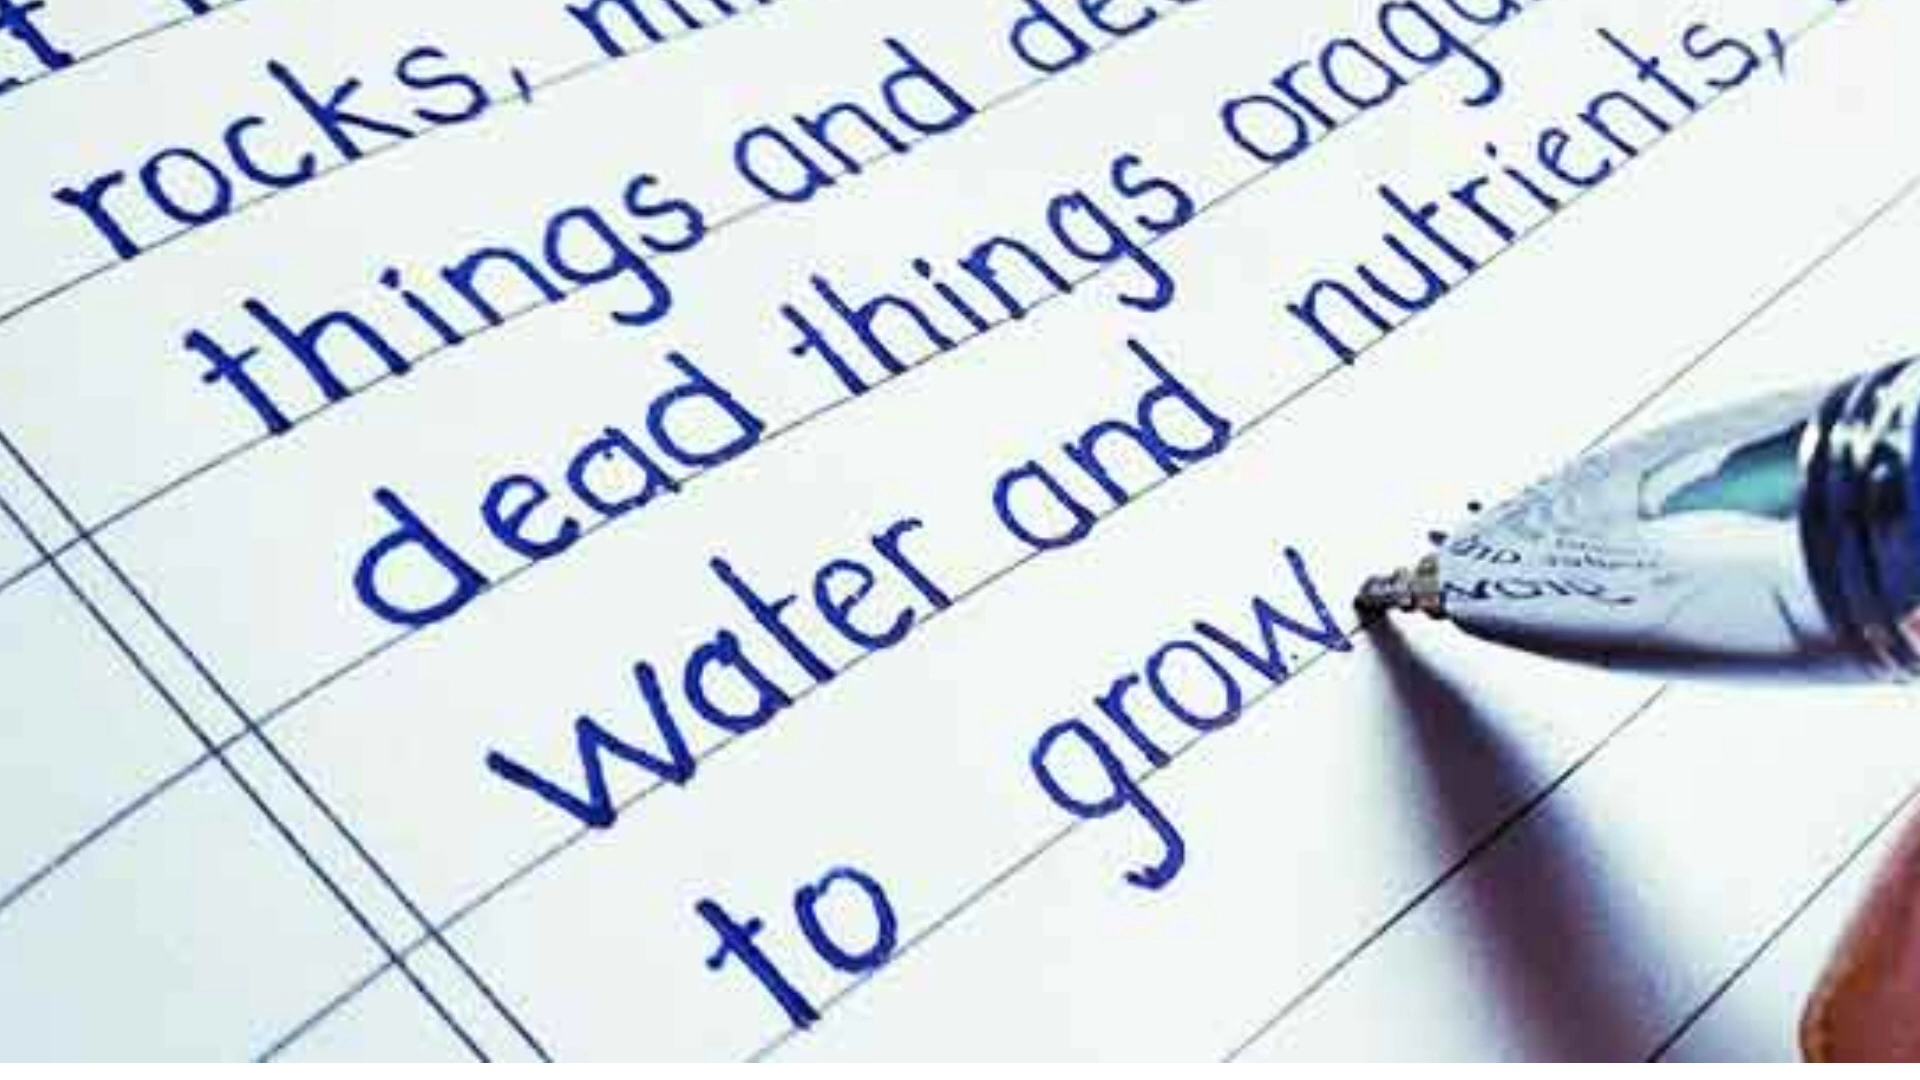 rocks,
things and
dead things
water and nutrients,
to grow